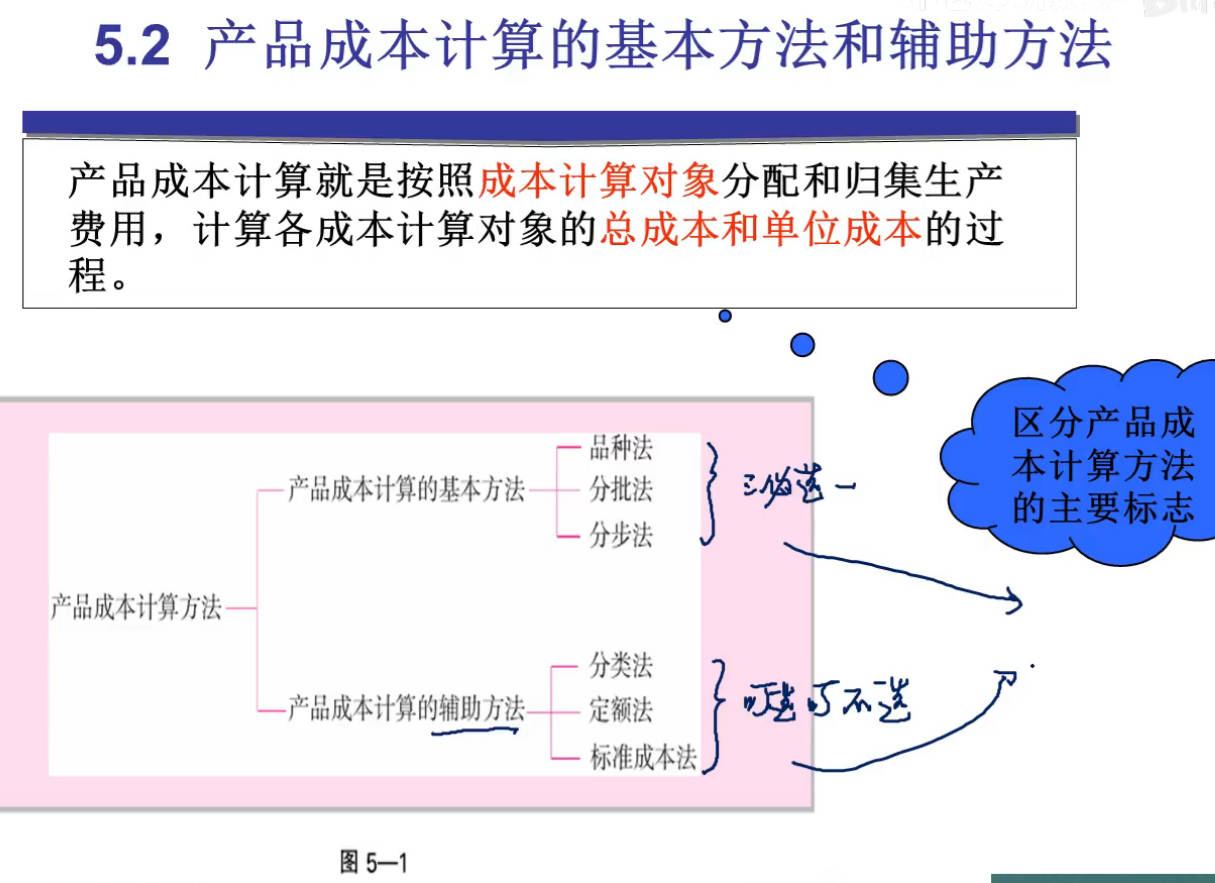 5.2 产品成本计算的基本方法和辅助方法
产品成本计算就是按照成本计算对象分配和归集生产
费用，计算各成本计算对象的总成本和单位成本的过
程。
区分产品成
本计算方法
的主要标志
品种法
产品成本计算的基本方法
分批法
三必选一
分步法
产品成本计算方法
分类法
产品成本计算的辅助方法
定额法
可选可不选
标准成本法
图 5—1